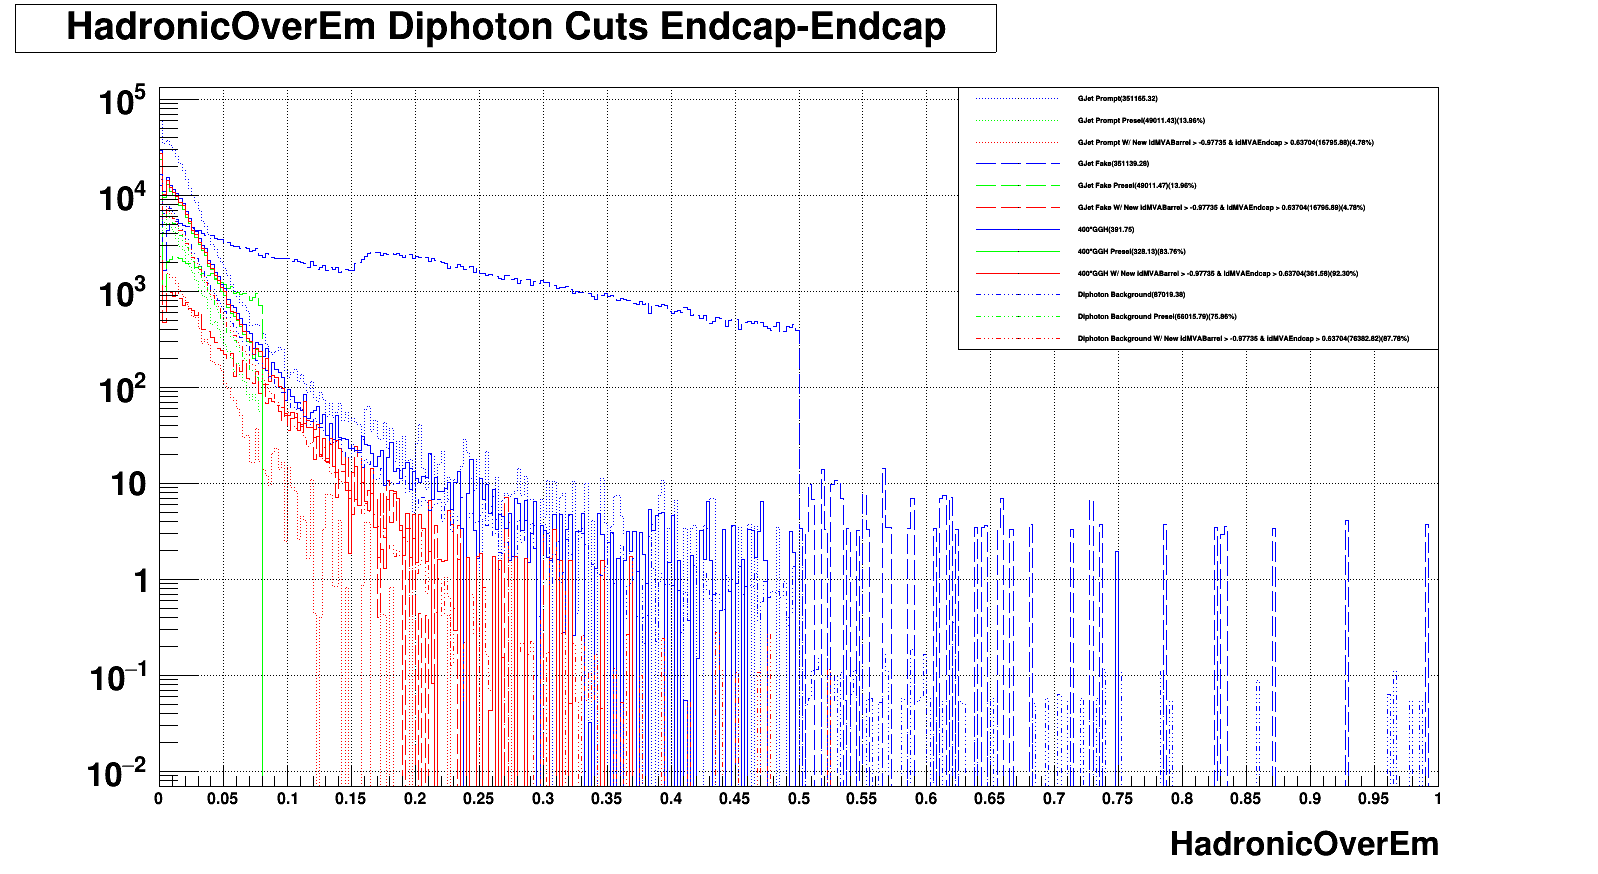 HadronicOverEm Diphoton Cuts Endcap-Endcap
10^5
10^4
10^3
10^2
10
1
10^−1
10^−2
GJet Prompt(351165.32)
GJet Prompt Presel(49011.43)(13.96%)
GJet Prompt W/ New IdMVABarrel > -0.97735 & IdMVAEndcap > 0.63704(16795.88)(4.78%)
GJet Fake(351139.28)
GJet Fake Presel(49011.47)(13.96%)
GJet Fake W/ New IdMVABarrel > -0.97735 & IdMVAEndcap > 0.63704(16795.89)(4.78%)
400*GGH(391.75)
400*GGH Presel(328.13)(83.76%)
400*GGH W/ New IdMVABarrel > -0.97735 & IdMVAEndcap > 0.63704(361.58)(92.30%)
Diphoton Background(87019.38)
Diphoton Background Presel(66015.79)(75.86%)
Diphoton Background W/ New IdMVABarrel > -0.97735 & IdMVAEndcap > 0.63704(76382.82)(87.78%)
0 0.05 0.1 0.15 0.2 0.25 0.3 0.35 0.4 0.45 0.5 0.55 0.6 0.65 0.7 0.75 0.8 0.85 0.9 0.95 1
HadronicOverEm